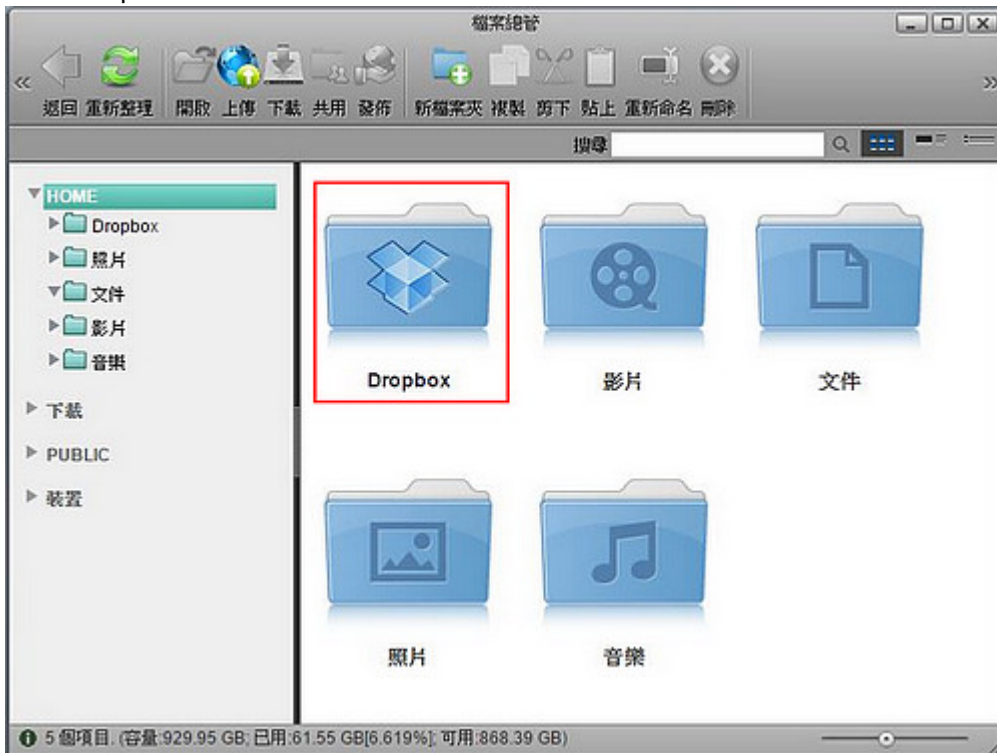 檔案總管
返回 重新整理 開啟 上傳 下載 共用 發佈 新檔案夾 複製 剪下 貼上 重新命名 刪除
搜尋
HOME
Dropbox
照片
文件
影片
音樂
下載
PUBLIC
裝置
Dropbox 影片 文件
照片 音樂
5 個項目. (容量:929.95 GB; 已用:61.55 GB[6.619%]; 可用:868.39 GB)